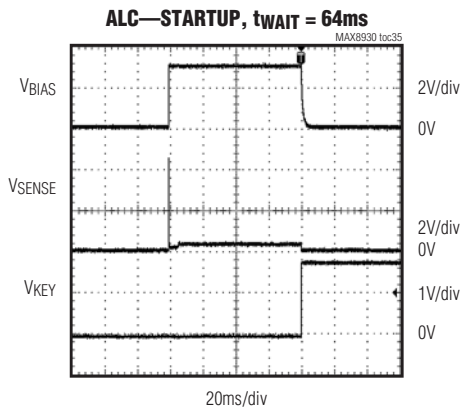 ALC—STARTUP, tWAIT = 64ms
MAX8930 toc35
VBIAS
2V/div
0V
VSENSE
2V/div
0V
VKEY
1V/div
0V
20ms/div